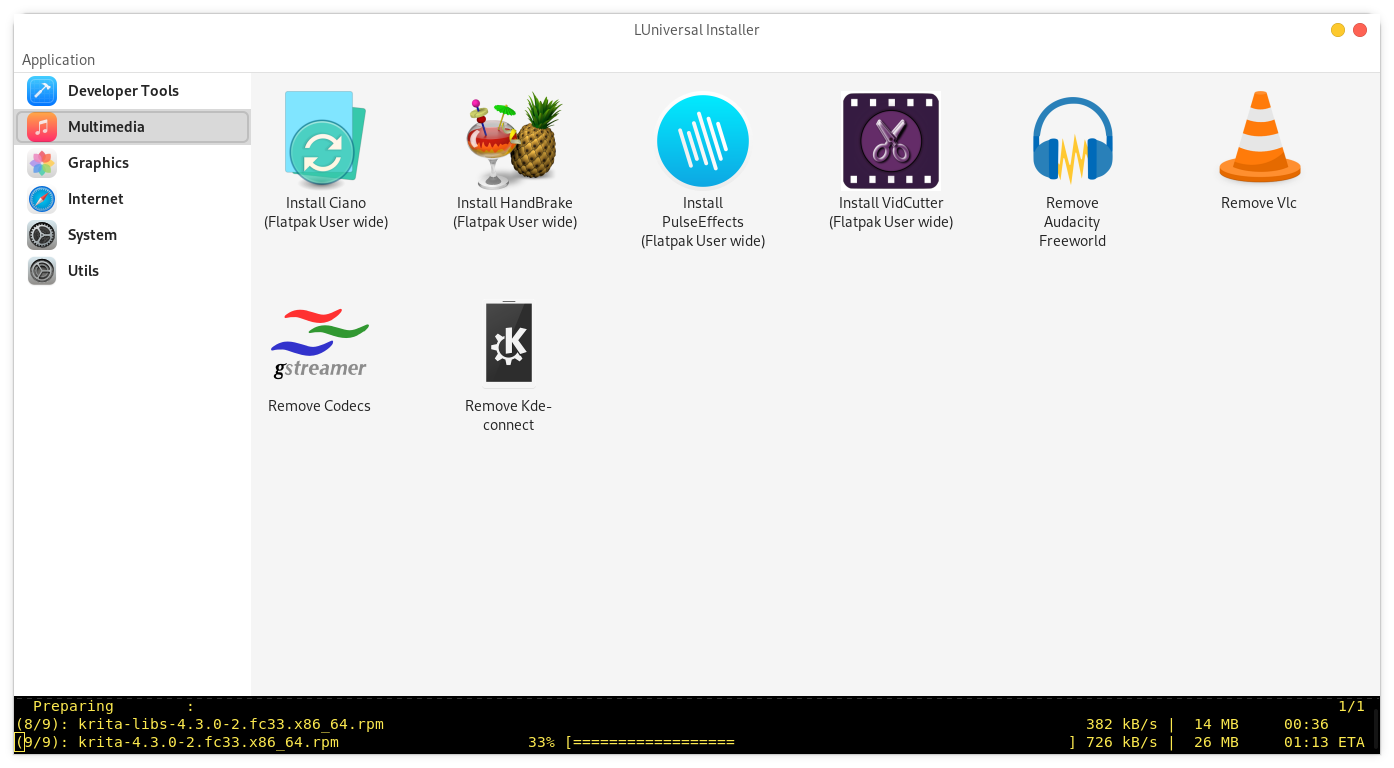 LUniversal Installer
Application
Developer Tools
Multimedia
Graphics
Internet
System
Utils
Install Ciano
(Flatpak User wide)
Install HandBrake
(Flatpak User wide)
Install
PulseEffects
(Flatpak User wide)
Install VidCutter
(Flatpak User wide)
Remove
Audacity
Freeworld
Remove Vlc
gstreamer
Remove Codecs
K
Remove Kde-
connect
Preparing        :                                                                                                                                1/1
(8/9): krita-libs-4.3.0-2.fc33.x86_64.rpm                                                                              382 kB/s |  14 MB     00:36
(9/9): krita-4.3.0-2.fc33.x86_64.rpm                     33% [==================                                     ] 726 kB/s |  26 MB     01:13 ETA